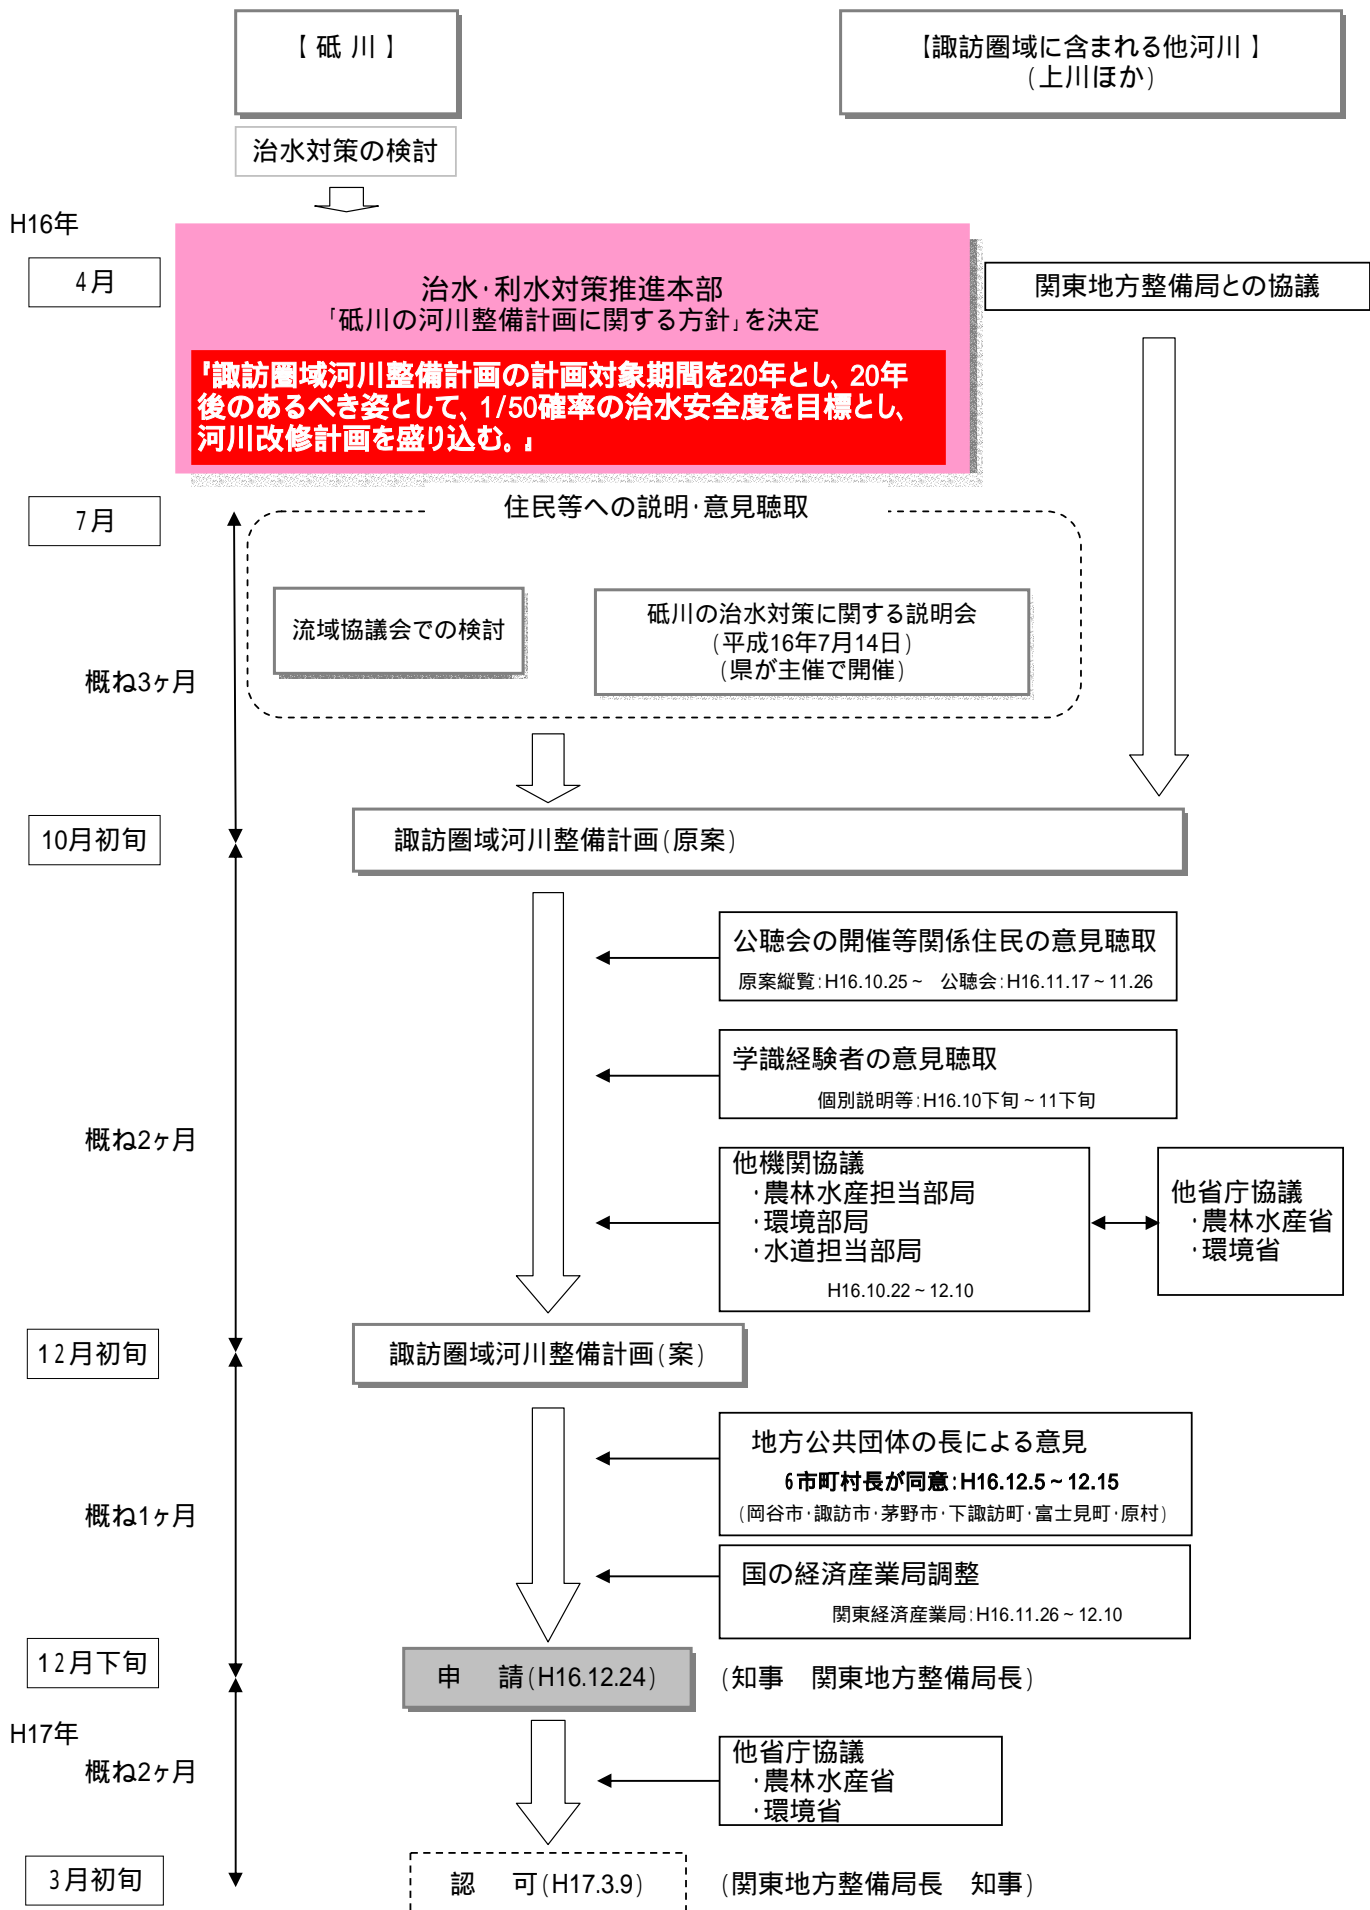 【 砥 川 】
【諏訪圏域に含まれる他河川 】
(上川ほか)
治水対策の検討
H16年
4月
治水・利水対策推進本部
「砥川の河川整備計画に関する方針」を決定
『諏訪圏域河川整備計画の計画対象期間を20年とし、20年
後のあるべき姿として、1/50確率の治水安全度を目標とし、
河川改修計画を盛り込む。』
関東地方整備局との協議
7月
住民等への説明・意見聴取
流域協議会での検討
砥川の治水対策に関する説明会
(平成16年7月14日)
(県が主催で開催)
概ね3ヶ月
10月初旬
諏訪圏域河川整備計画(原案)
公聴会の開催等関係住民の意見聴取
原案縦覧:H16.10.25~ 公聴会:H16.11.17~11.26
学識経験者の意見聴取
個別説明等:H16.10下旬~11下旬
概ね2ヶ月
他機関協議
・農林水産担当部局
・環境部局
・水道担当部局
H16.10.22~12.10
他省庁協議
・農林水産省
・環境省
12月初旬
諏訪圏域河川整備計画(案)
地方公共団体の長による意見
6市町村長が同意:H16.12.5~12.15
(岡谷市・諏訪市・茅野市・下諏訪町・富士見町・原村)
概ね1ヶ月
国の経済産業局調整
関東経済産業局:H16.11.26~12.10
12月下旬
申 請(H16.12.24)
(知事 関東地方整備局長)
H17年
概ね2ヶ月
他省庁協議
・農林水産省
・環境省
3月初旬
認 可(H17.3.9)
(関東地方整備局長 知事)